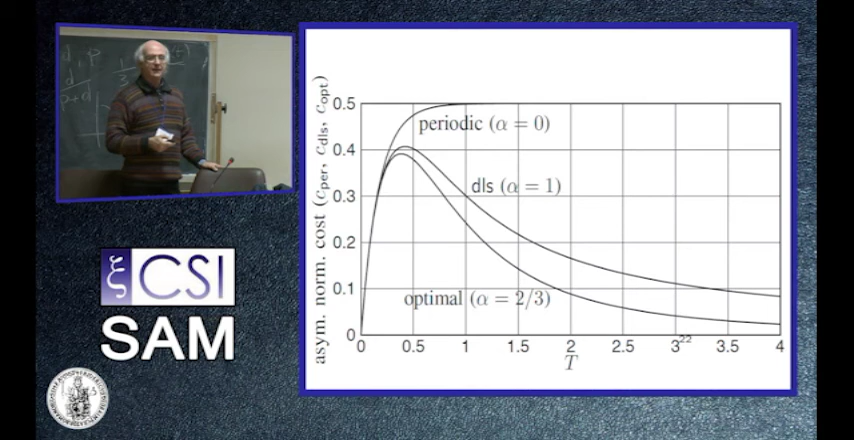 asym. norm. cost (c_per, c_dls, c_opt)
0.5
0.4
0.3
0.2
0.1
0
periodic (α = 0)
dls (α = 1)
optimal (α = 2/3)
0 0.5 1 1.5 2 2.5 3 3.5 4
22
T
ξ CSI
SAM